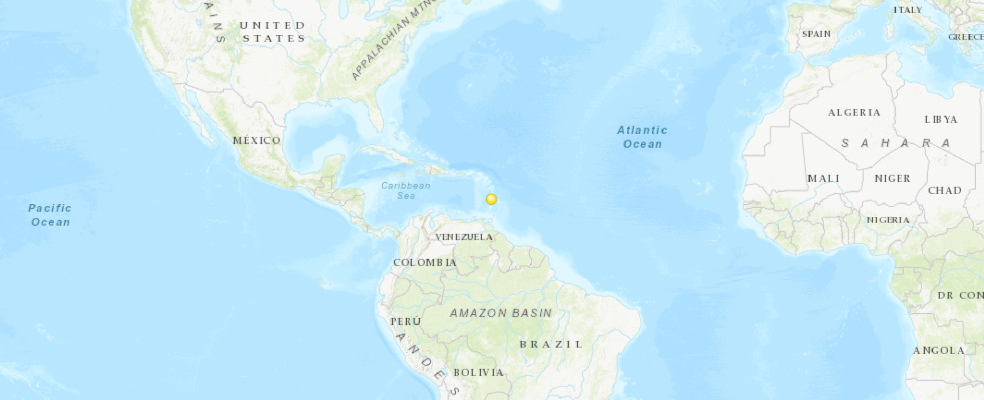 AINS
UNITED
STATES
APPALACHIAN MTNS
ITALY
SPAIN
GREECE
MÉXICO
Atlantic
Ocean
ALGERIA
LIBYA
SAHARA
Caribbean
Sea
MALI
NIGER
CHAD
Pacific
Ocean
NIGERIA
VENEZUELA
COLOMBIA
DR CON
AMAZON BASIN
PERÚ
BRAZIL
ANDES
ANGOLA
BOLIVIA